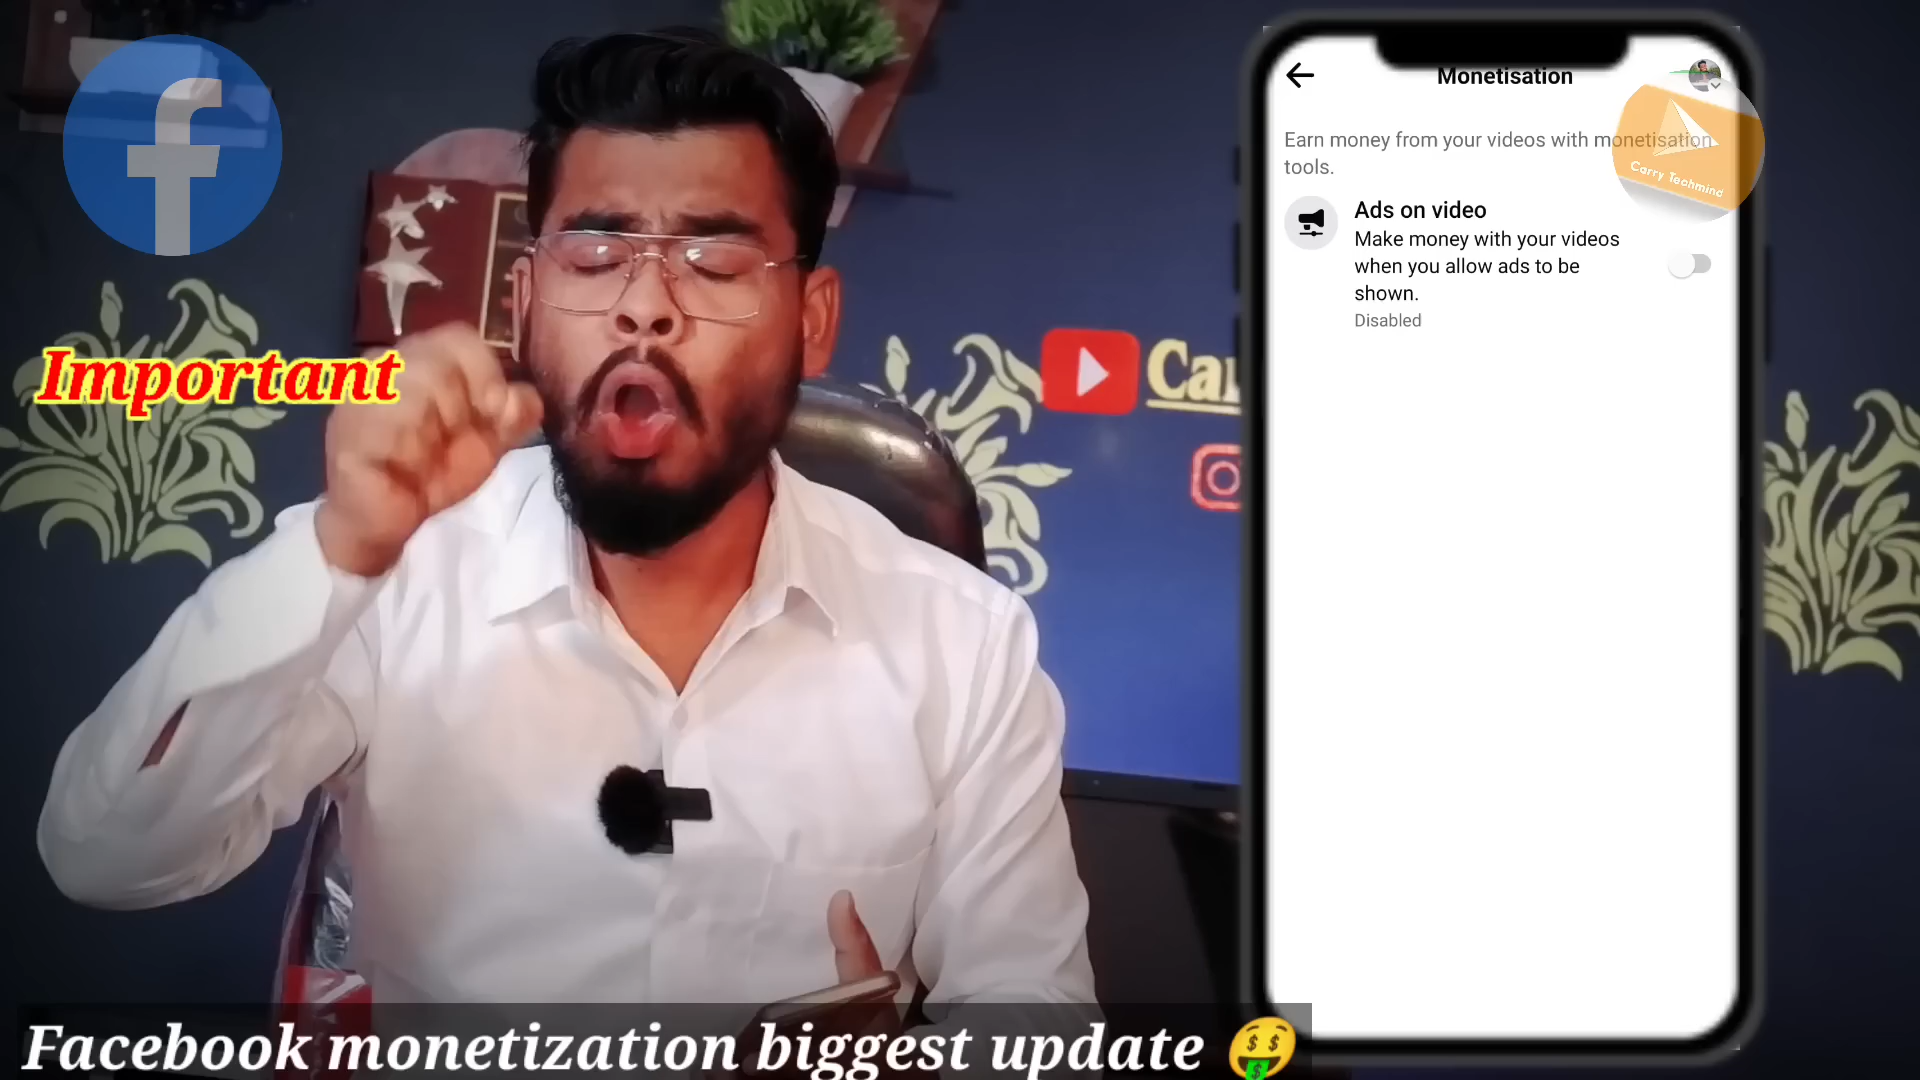 Important
Monetisation
Earn money from your videos with monetisation
tools.
Carry Techmind
Ads on video
Make money with your videos
when you allow ads to be
shown.
Disabled
Facebook monetization biggest update 🤑